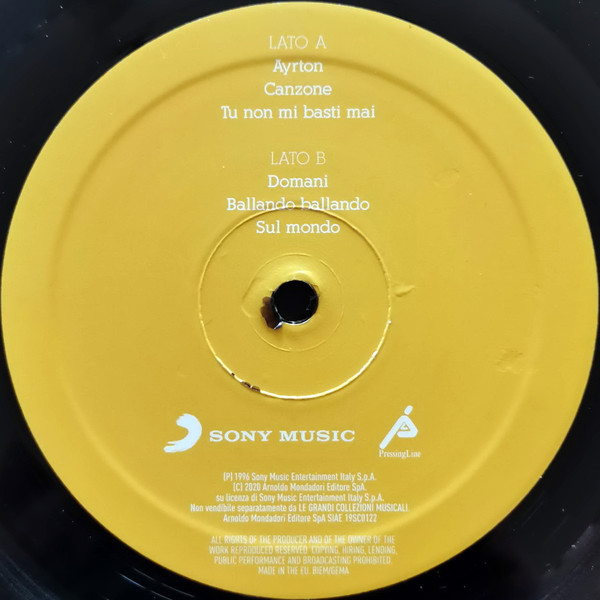 LATO A
Ayrton
Canzone
Tu non mi basti mai
LATO B
Domani
Ballando ballando
Sul mondo
SONY MUSIC
PressingLine
[P] 1996 Sony Music Entertainment Italy S.p.A.
[C] 2020 Arnoldo Mondadori Editore SpA.
su licenza di Sony Music Entertainment Italy S.p.A.
Non vendibile separatamente da LE GRANDI COLLEZIONI MUSICALI.
Arnoldo Mondadori Editore SpA SIAE 19SC0122
ALL RIGHTS OF THE PRODUCER AND OF THE OWNER OF THE
WORK REPRODUCED RESERVED. COPYING, HIRING, LENDING,
PUBLIC PERFORMANCE AND BROADCASTING PROHIBITED.
MADE IN THE EU. BIEM/GEMA